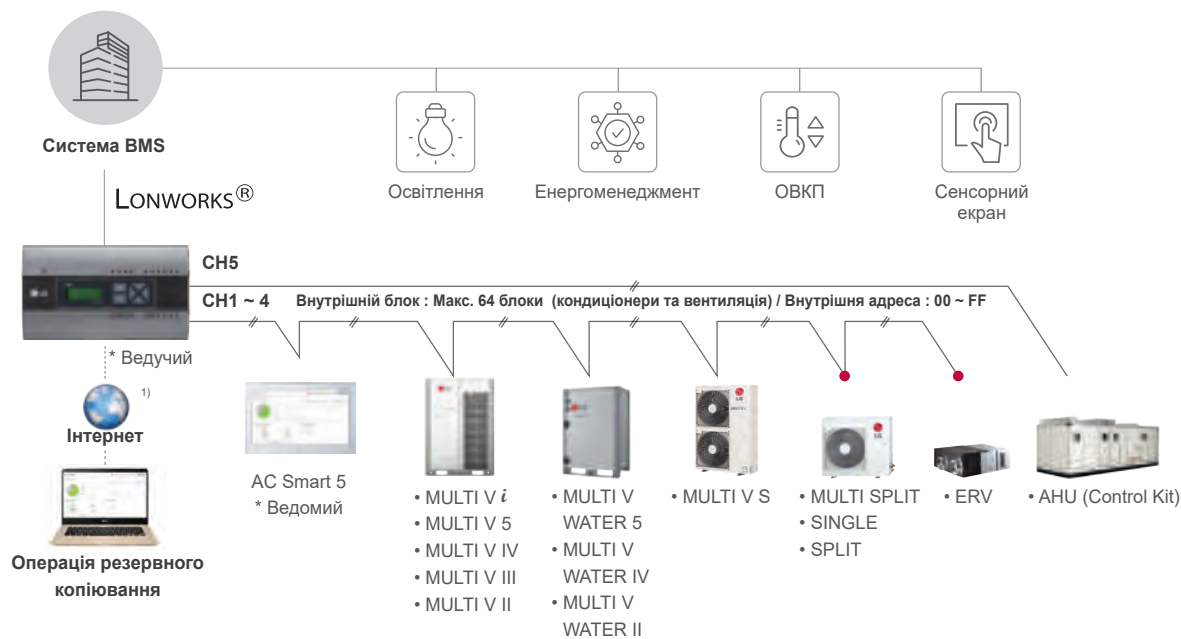 Система BMS
LONWORKS®
Освітлення
Енергоменеджмент
ОВКП
Сенсорний
екран
CH5
CH1 ~ 4
Внутрішній блок : Макс. 64 блоки (кондиціонери та вентиляція) / Внутрішня адреса : 00 ~ FF
* Ведучий
1)
Інтернет
Операція резервного
копіювання
AC Smart 5
* Ведомий
• MULTI V i
• MULTI V 5
• MULTI V IV
• MULTI V III
• MULTI V II
• MULTI V
WATER 5
• MULTI V
WATER IV
• MULTI V
WATER II
• MULTI V S
LG
• MULTI SPLIT
• SINGLE
• SPLIT
LG
• ERV
• AHU (Control Kit)